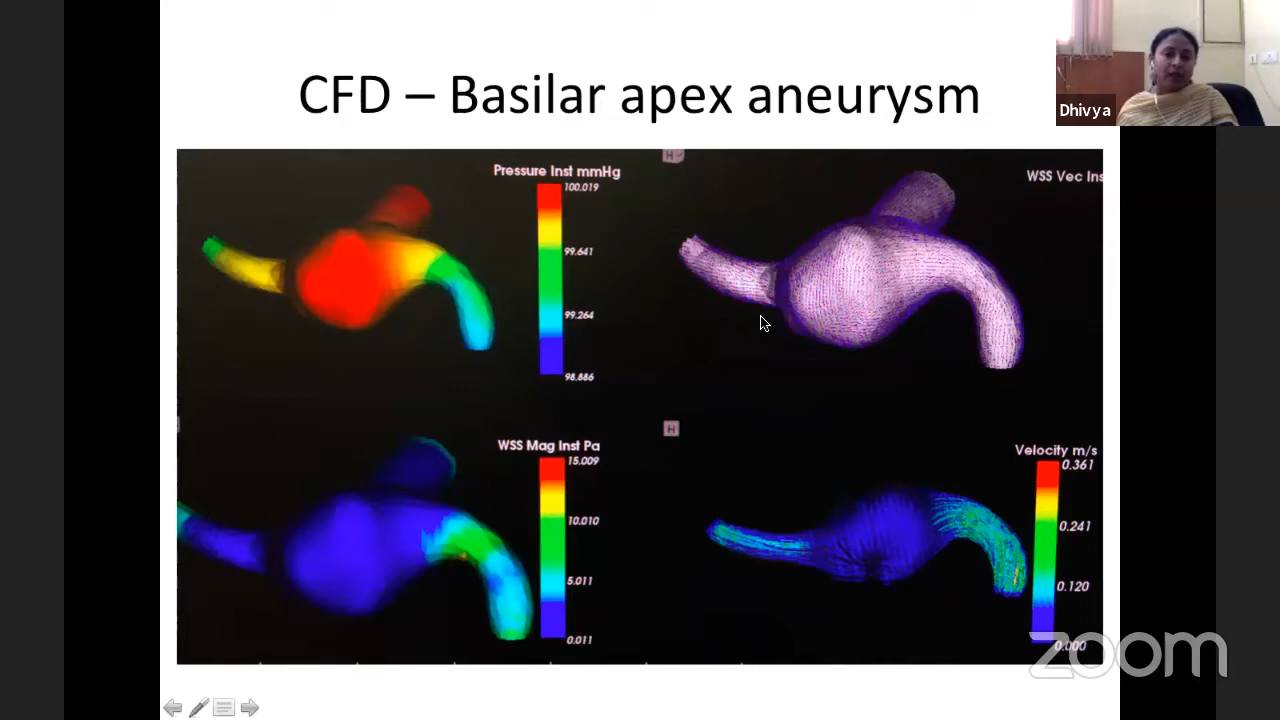 CFD – Basilar apex aneurysm
Dhivya
Pressure Inst mmHg
100.019
99.641
99.264
98.886
H
WSS Vec Ins
WSS Mag Inst Pa
15.009
10.010
5.011
0.011
H
Velocity m/s
0.361
0.241
0.120
0.000
zoom